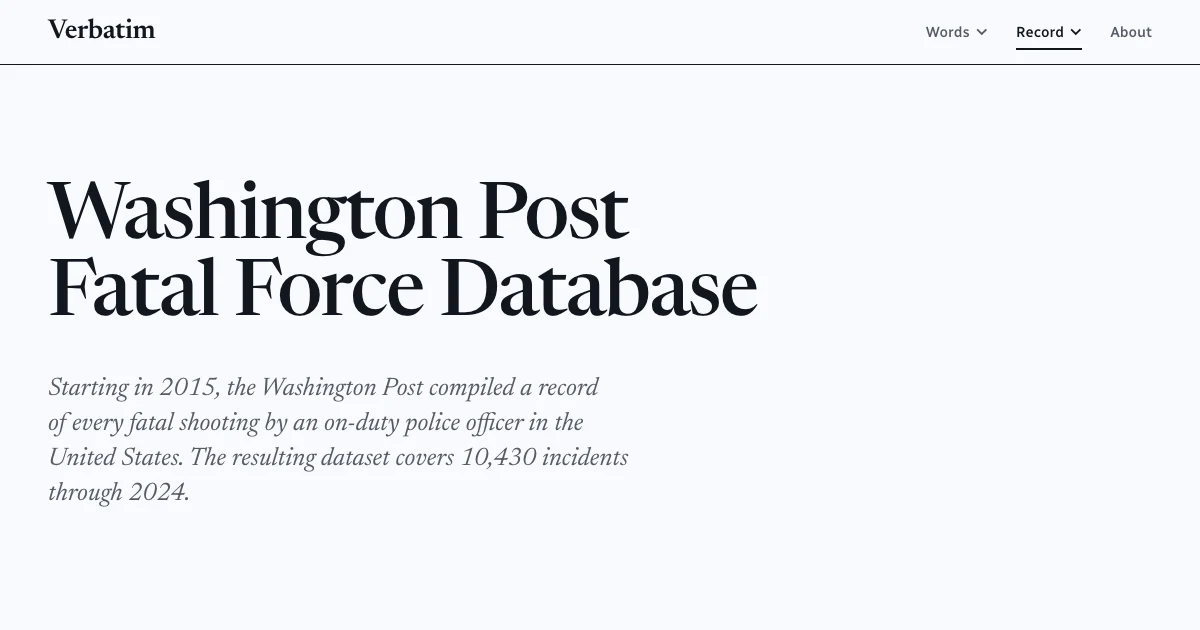 Verbatim
Words
Record
About
Washington Post
Fatal Force Database
Starting in 2015, the Washington Post compiled a record
of every fatal shooting by an on-duty police officer in the
United States. The resulting dataset covers 10,430 incidents
through 2024.